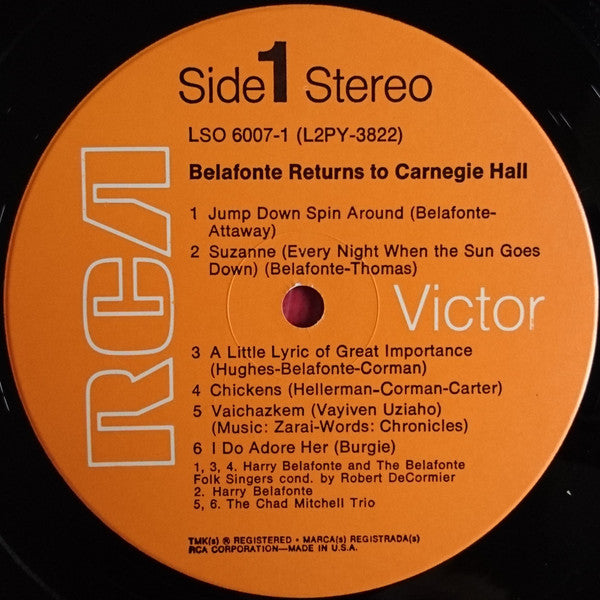 Side 1 Stereo
LSO 6007-1 (L2PY-3822)
Belafonte Returns to Carnegie Hall
1 Jump Down Spin Around (Belafonte-
Attaway)
2 Suzanne (Every Night When the Sun Goes
Down) (Belafonte-Thomas)
RCA
Victor
3 A Little Lyric of Great Importance
(Hughes-Belafonte-Corman)
4 Chickens (Hellerman-Corman-Carter)
5 Vaichazkem (Vayiven Uziaho)
(Music: Zarai-Words: Chronicles)
6 I Do Adore Her (Burgie)
1, 3, 4. Harry Belafonte and The Belafonte
Folk Singers cond. by Robert DeCormier
2. Harry Belafonte
5, 6. The Chad Mitchell Trio
TMK(s) ® REGISTERED • MARCA(s) REGISTRADA(s)
RCA CORPORATION—MADE IN U.S.A.